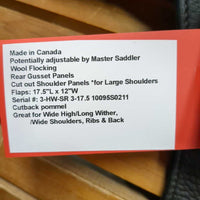 Made in Canada
Potentially adjustable by Master Saddler
Wool Flocking
Rear Gusset Panels
Cut out Shoulder Panels *for Large Shoulders
Flaps: 17.5"L x 12"W
Serial #: 3-HW-SR 3-17.5 10095S0211
Cutback pommel
Great for Wide High/Long Wither,
/Wide Shoulders, Ribs & Back